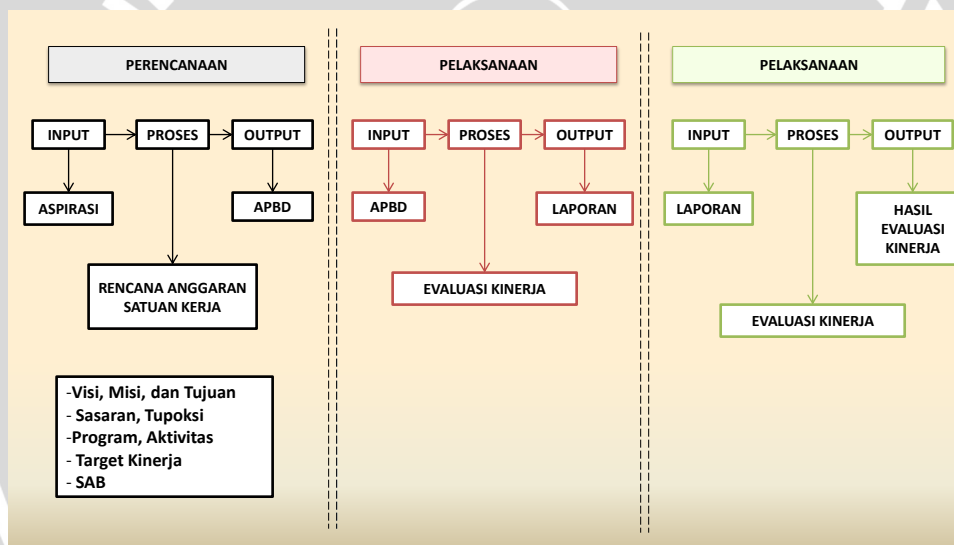 PERENCANAAN
INPUT
PROSES
OUTPUT
ASPIRASI
APBD
RENCANA ANGGARAN
SATUAN KERJA
-Visi, Misi, dan Tujuan
- Sasaran, Tupoksi
-Program, Aktivitas
- Target Kinerja
- SAB
PELAKSANAAN
INPUT
PROSES
OUTPUT
APBD
LAPORAN
EVALUASI KINERJA
PELAKSANAAN
INPUT
PROSES
OUTPUT
LAPORAN
HASIL
EVALUASI
KINERJA
EVALUASI KINERJA